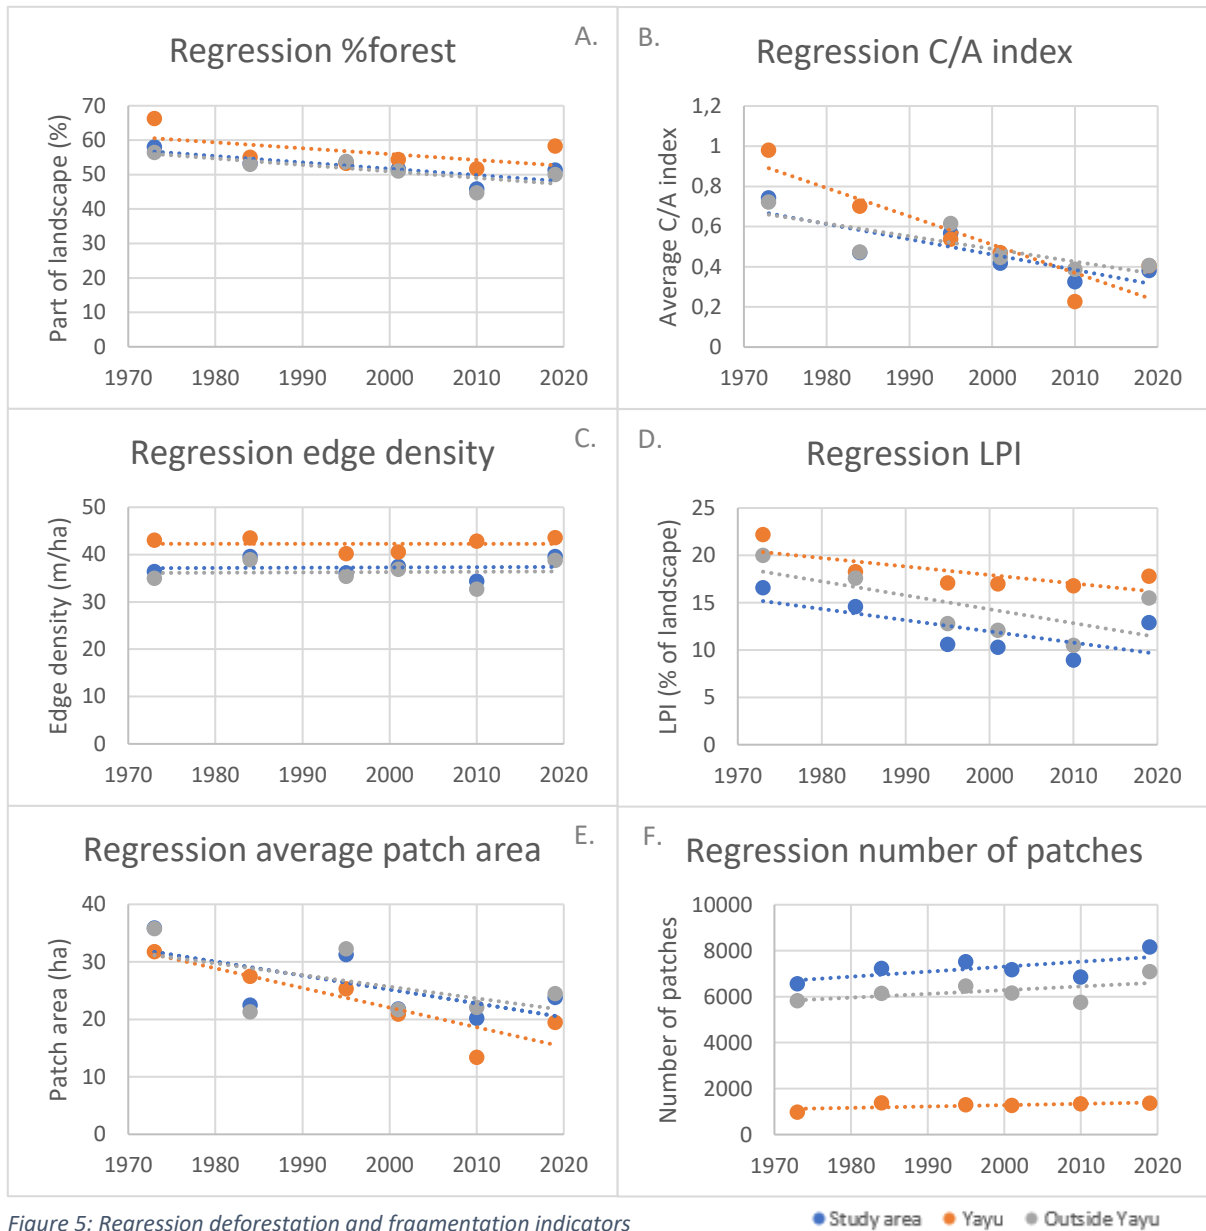 A.
Regression %forest
Part of landscape (%)
70
60
50
40
30
20
10
0
1970 1980 1990 2000 2010 2020
B.
Regression C/A index
Average C/A index
1,2
1
0,8
0,6
0,4
0,2
0
1970 1980 1990 2000 2010 2020
C.
Regression edge density
Edge density (m/ha)
50
40
30
20
10
0
1970 1980 1990 2000 2010 2020
D.
Regression LPI
LPI (% of landscape)
25
20
15
10
5
0
1970 1980 1990 2000 2010 2020
E.
Regression average patch area
Patch area (ha)
40
30
20
10
0
1970 1980 1990 2000 2010 2020
F.
Regression number of patches
Number of patches
10000
8000
6000
4000
2000
0
1970 1980 1990 2000 2010 2020
Figure 5: Regression deforestation and fragmentation indicators
Study area Yayu Outside Yayu